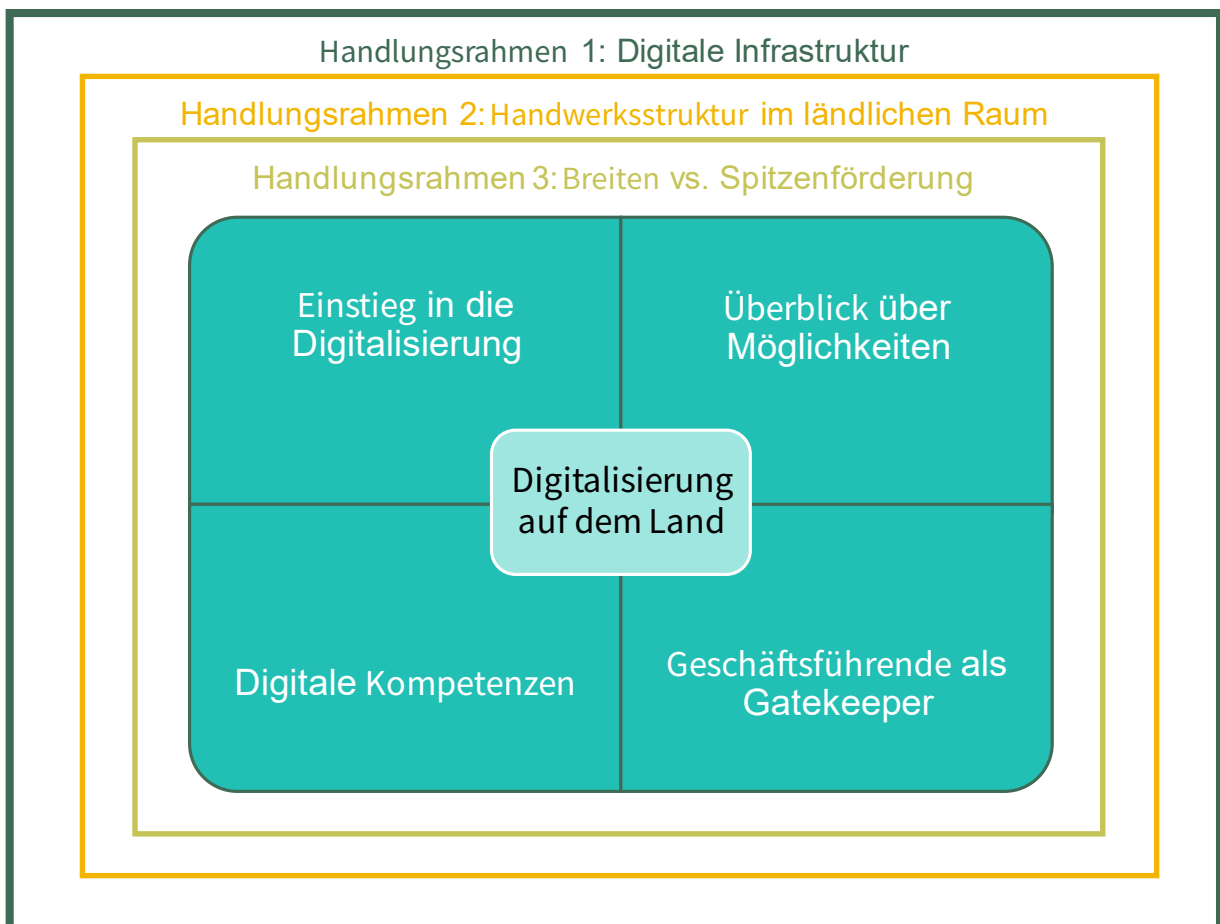 Handlungsrahmen 1: Digitale Infrastruktur
Handlungsrahmen 2: Handwerksstruktur im ländlichen Raum
Handlungsrahmen 3: Breiten vs. Spitzenförderung
Einstieg in die
Digitalisierung
Überblick über
Möglichkeiten
Digitalisierung
auf dem Land
Digitale Kompetenzen
Geschäftsführende als
Gatekeeper